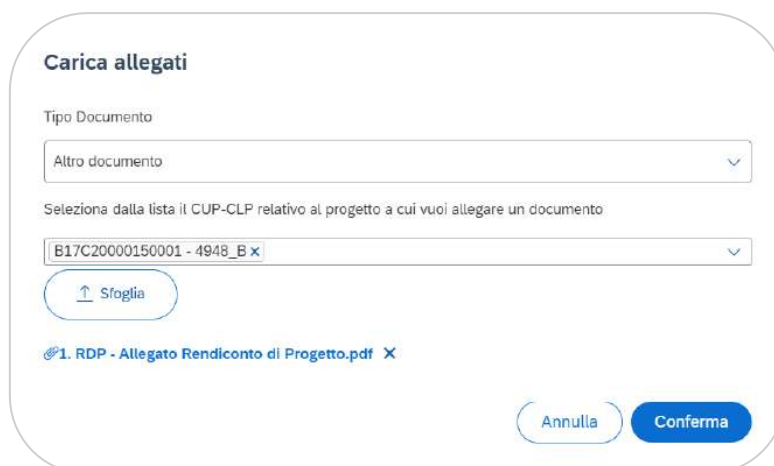 Carica allegati
Tipo Documento
Altro documento
Seleziona dalla lista il CUP-CLP relativo al progetto a cui vuoi allegare un documento
B17C20000150001 - 4948_B
Sfoglia
1. RDP - Allegato Rendiconto di Progetto.pdf
Annulla Conferma